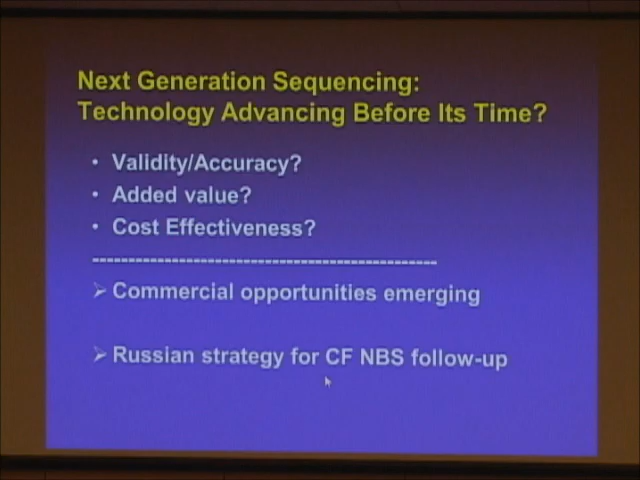 Next Generation Sequencing:
Technology Advancing Before Its Time?
• Validity/Accuracy?
• Added value?
• Cost Effectiveness?
------------------------------------------------
➢ Commercial opportunities emerging
➢ Russian strategy for CF NBS follow-up